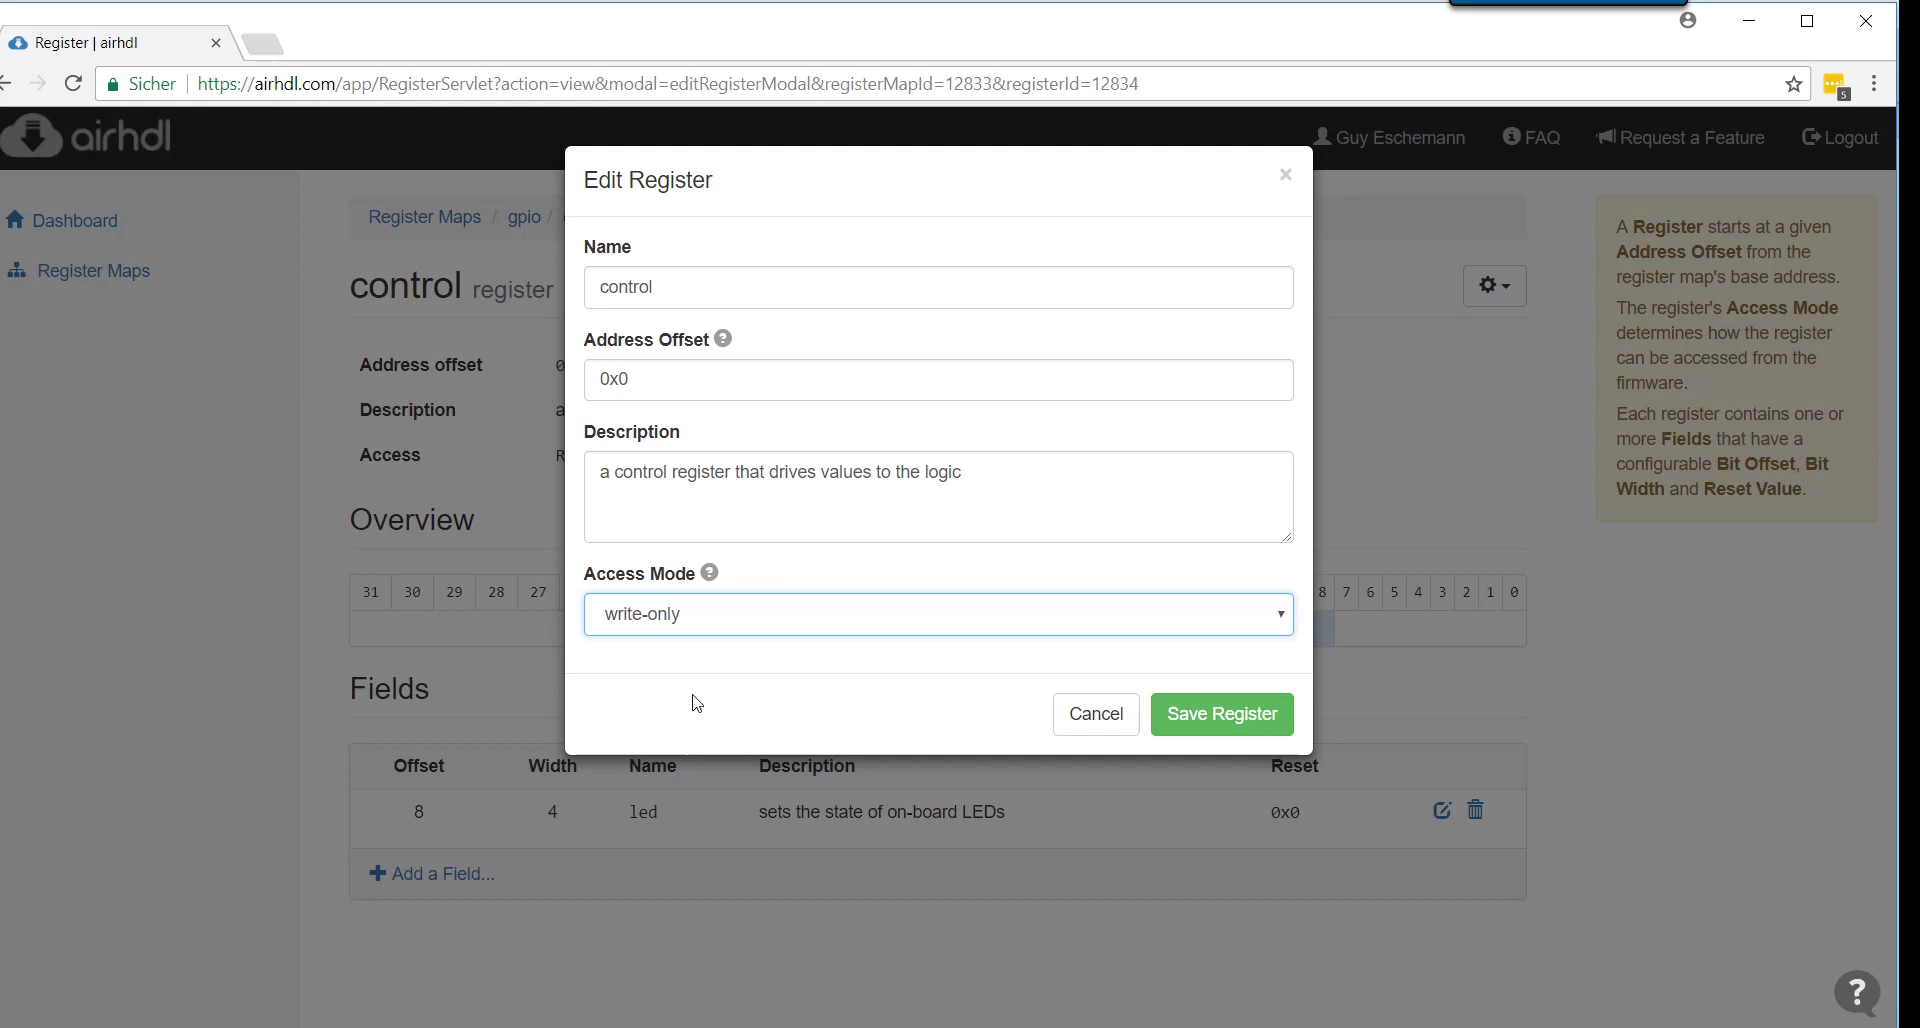 Register | airhdl
Sicher
https://airhdl.com/app/RegisterServlet?action=view&modal=editRegisterModal&registerMapId=12833&registerId=12834
5
airhdl
Guy Eschemann
FAQ
Request a Feature
Logout
Dashboard
Register Maps
Register Maps / gpio /
control register
Address offset
Description
Access
Overview
31 30 29 28 27
8 7 6 5 4 3 2 1 0
Fields
Offset Width Name Description Reset
8 4 led sets the state of on-board LEDs 0x0
Add a Field...
Edit Register
Name
control
Address Offset
0x0
Description
a control register that drives values to the logic
Access Mode
write-only
Cancel
Save Register
A Register starts at a given
Address Offset from the
register map's base address.
The register's Access Mode
determines how the register
can be accessed from the
firmware.
Each register contains one or
more Fields that have a
configurable Bit Offset, Bit
Width and Reset Value.